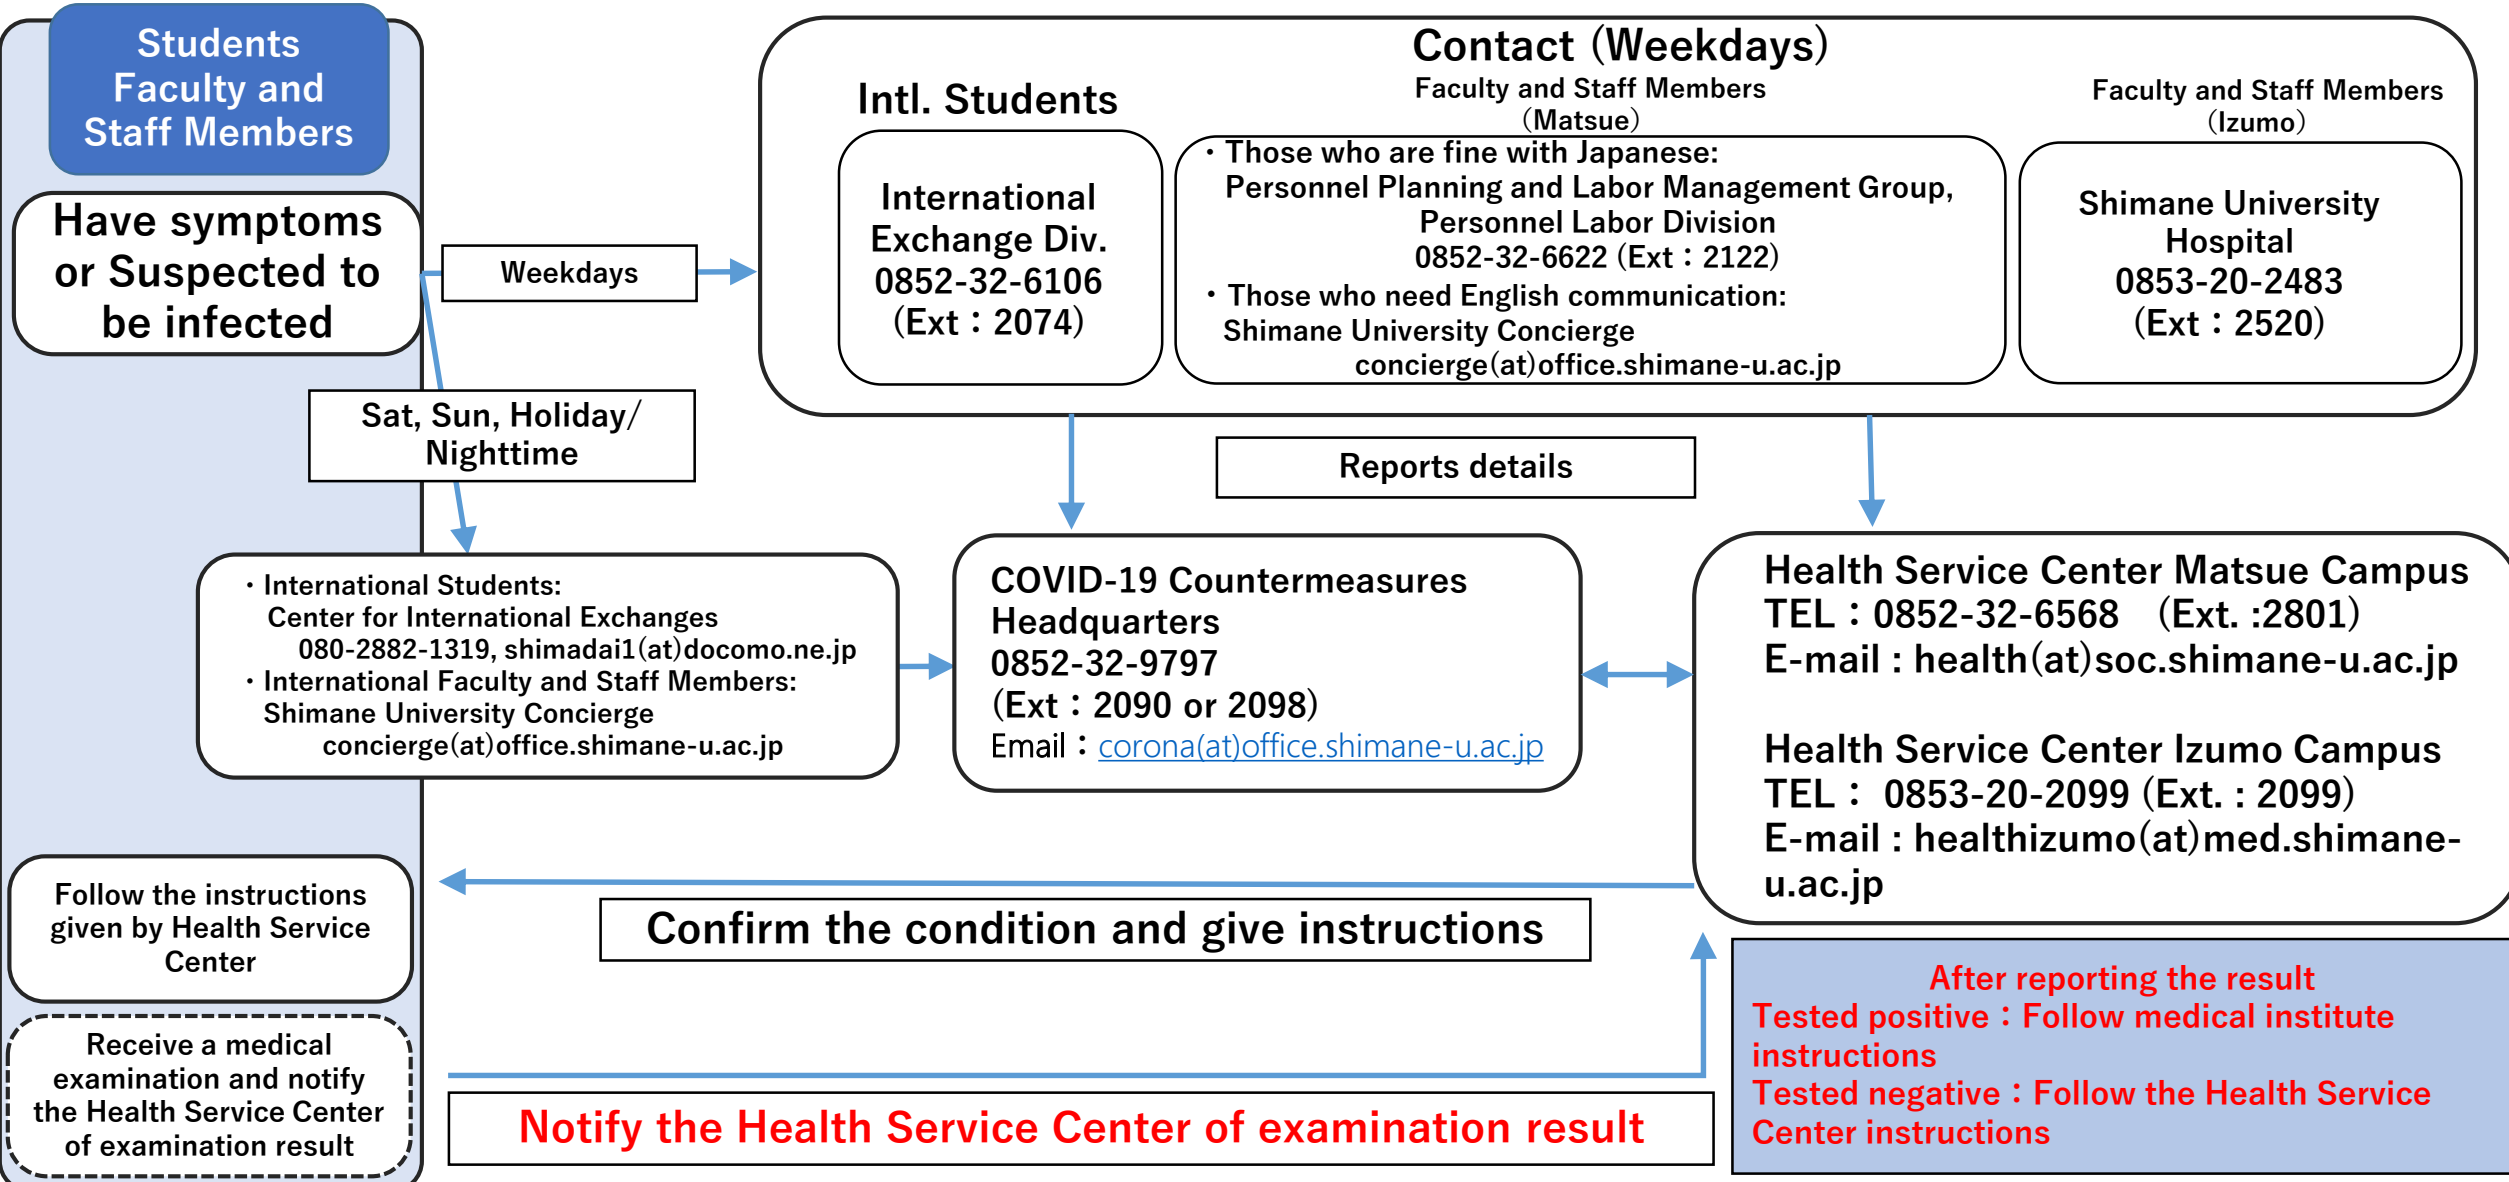 Students
Faculty and
Staff Members
Have symptoms
or Suspected to
be infected
Weekdays
Sat, Sun, Holiday/
Nighttime
Contact（Weekdays）
Intl. Students
International
Exchange Div.
0852-32-6106
（Ext：2074）
Faculty and Staff Members
（Matsue）
・Those who are fine with Japanese:
Personnel Planning and Labor Management Group,
Personnel Labor Division
0852-32-6622 (Ext：2122）
・Those who need English communication:
Shimane University Concierge
concierge(at)office.shimane-u.ac.jp
Faculty and Staff Members
（Izumo）
Shimane University
Hospital
0853-20-2483
（Ext：2520）
Reports details
・International Students:
Center for International Exchanges
080-2882-1319, shimadai1(at)docomo.ne.jp
・International Faculty and Staff Members:
Shimane University Concierge
concierge(at)office.shimane-u.ac.jp
COVID-19 Countermeasures
Headquarters
0852-32-9797
（Ext：2090 or 2098）
Email：corona(at)office.shimane-u.ac.jp
Health Service Center Matsue Campus
TEL：0852-32-6568　（Ext. :2801）
E-mail : health(at)soc.shimane-u.ac.jp
Health Service Center Izumo Campus
TEL： 0853-20-2099 (Ext. : 2099）
E-mail : healthizumo(at)med.shimane-
u.ac.jp
Follow the instructions
given by Health Service
Center
Confirm the condition and give instructions
Receive a medical
examination and notify
the Health Service Center
of examination result
Notify the Health Service Center of examination result
After reporting the result
Tested positive：Follow medical institute
instructions
Tested negative：Follow the Health Service
Center instructions